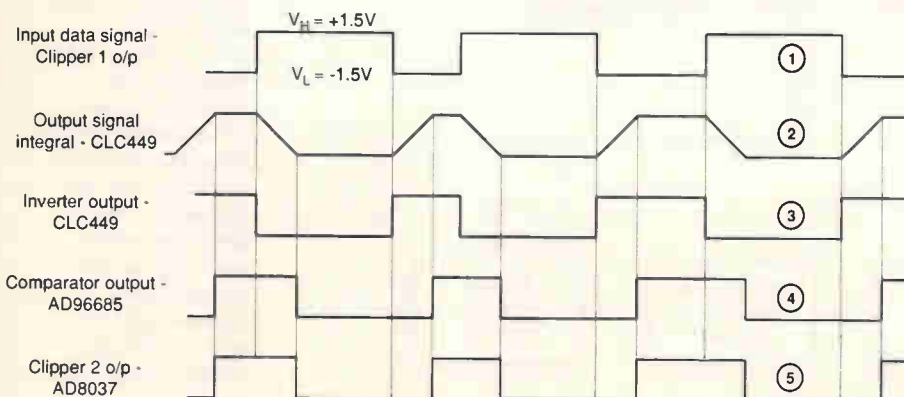 Input data signal -
Clipper 1 o/p
V_H = +1.5V
V_L = -1.5V
1
Output signal
integral - CLC449
2
Inverter output -
CLC449
3
Comparator output -
AD96685
4
Clipper 2 o/p -
AD8037
5